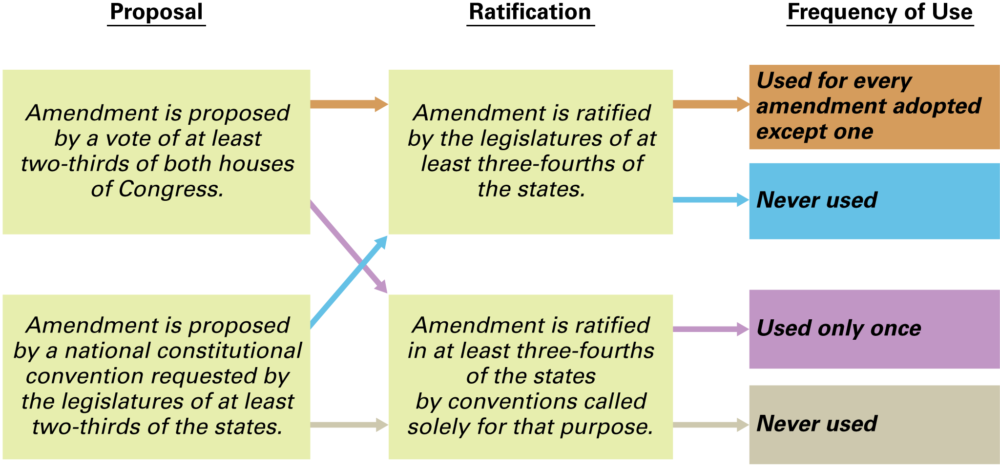 Proposal
Ratification
Frequency of Use
Amendment is proposed
by a vote of at least
two-thirds of both houses
of Congress.
Amendment is ratified
by the legislatures of at
least three-fourths of
the states.
Used for every
amendment adopted
except one
Never used
Amendment is proposed
by a national constitutional
convention requested by
the legislatures of at least
two-thirds of the states.
Amendment is ratified
in at least three-fourths
of the states
by conventions called
solely for that purpose.
Used only once
Never used